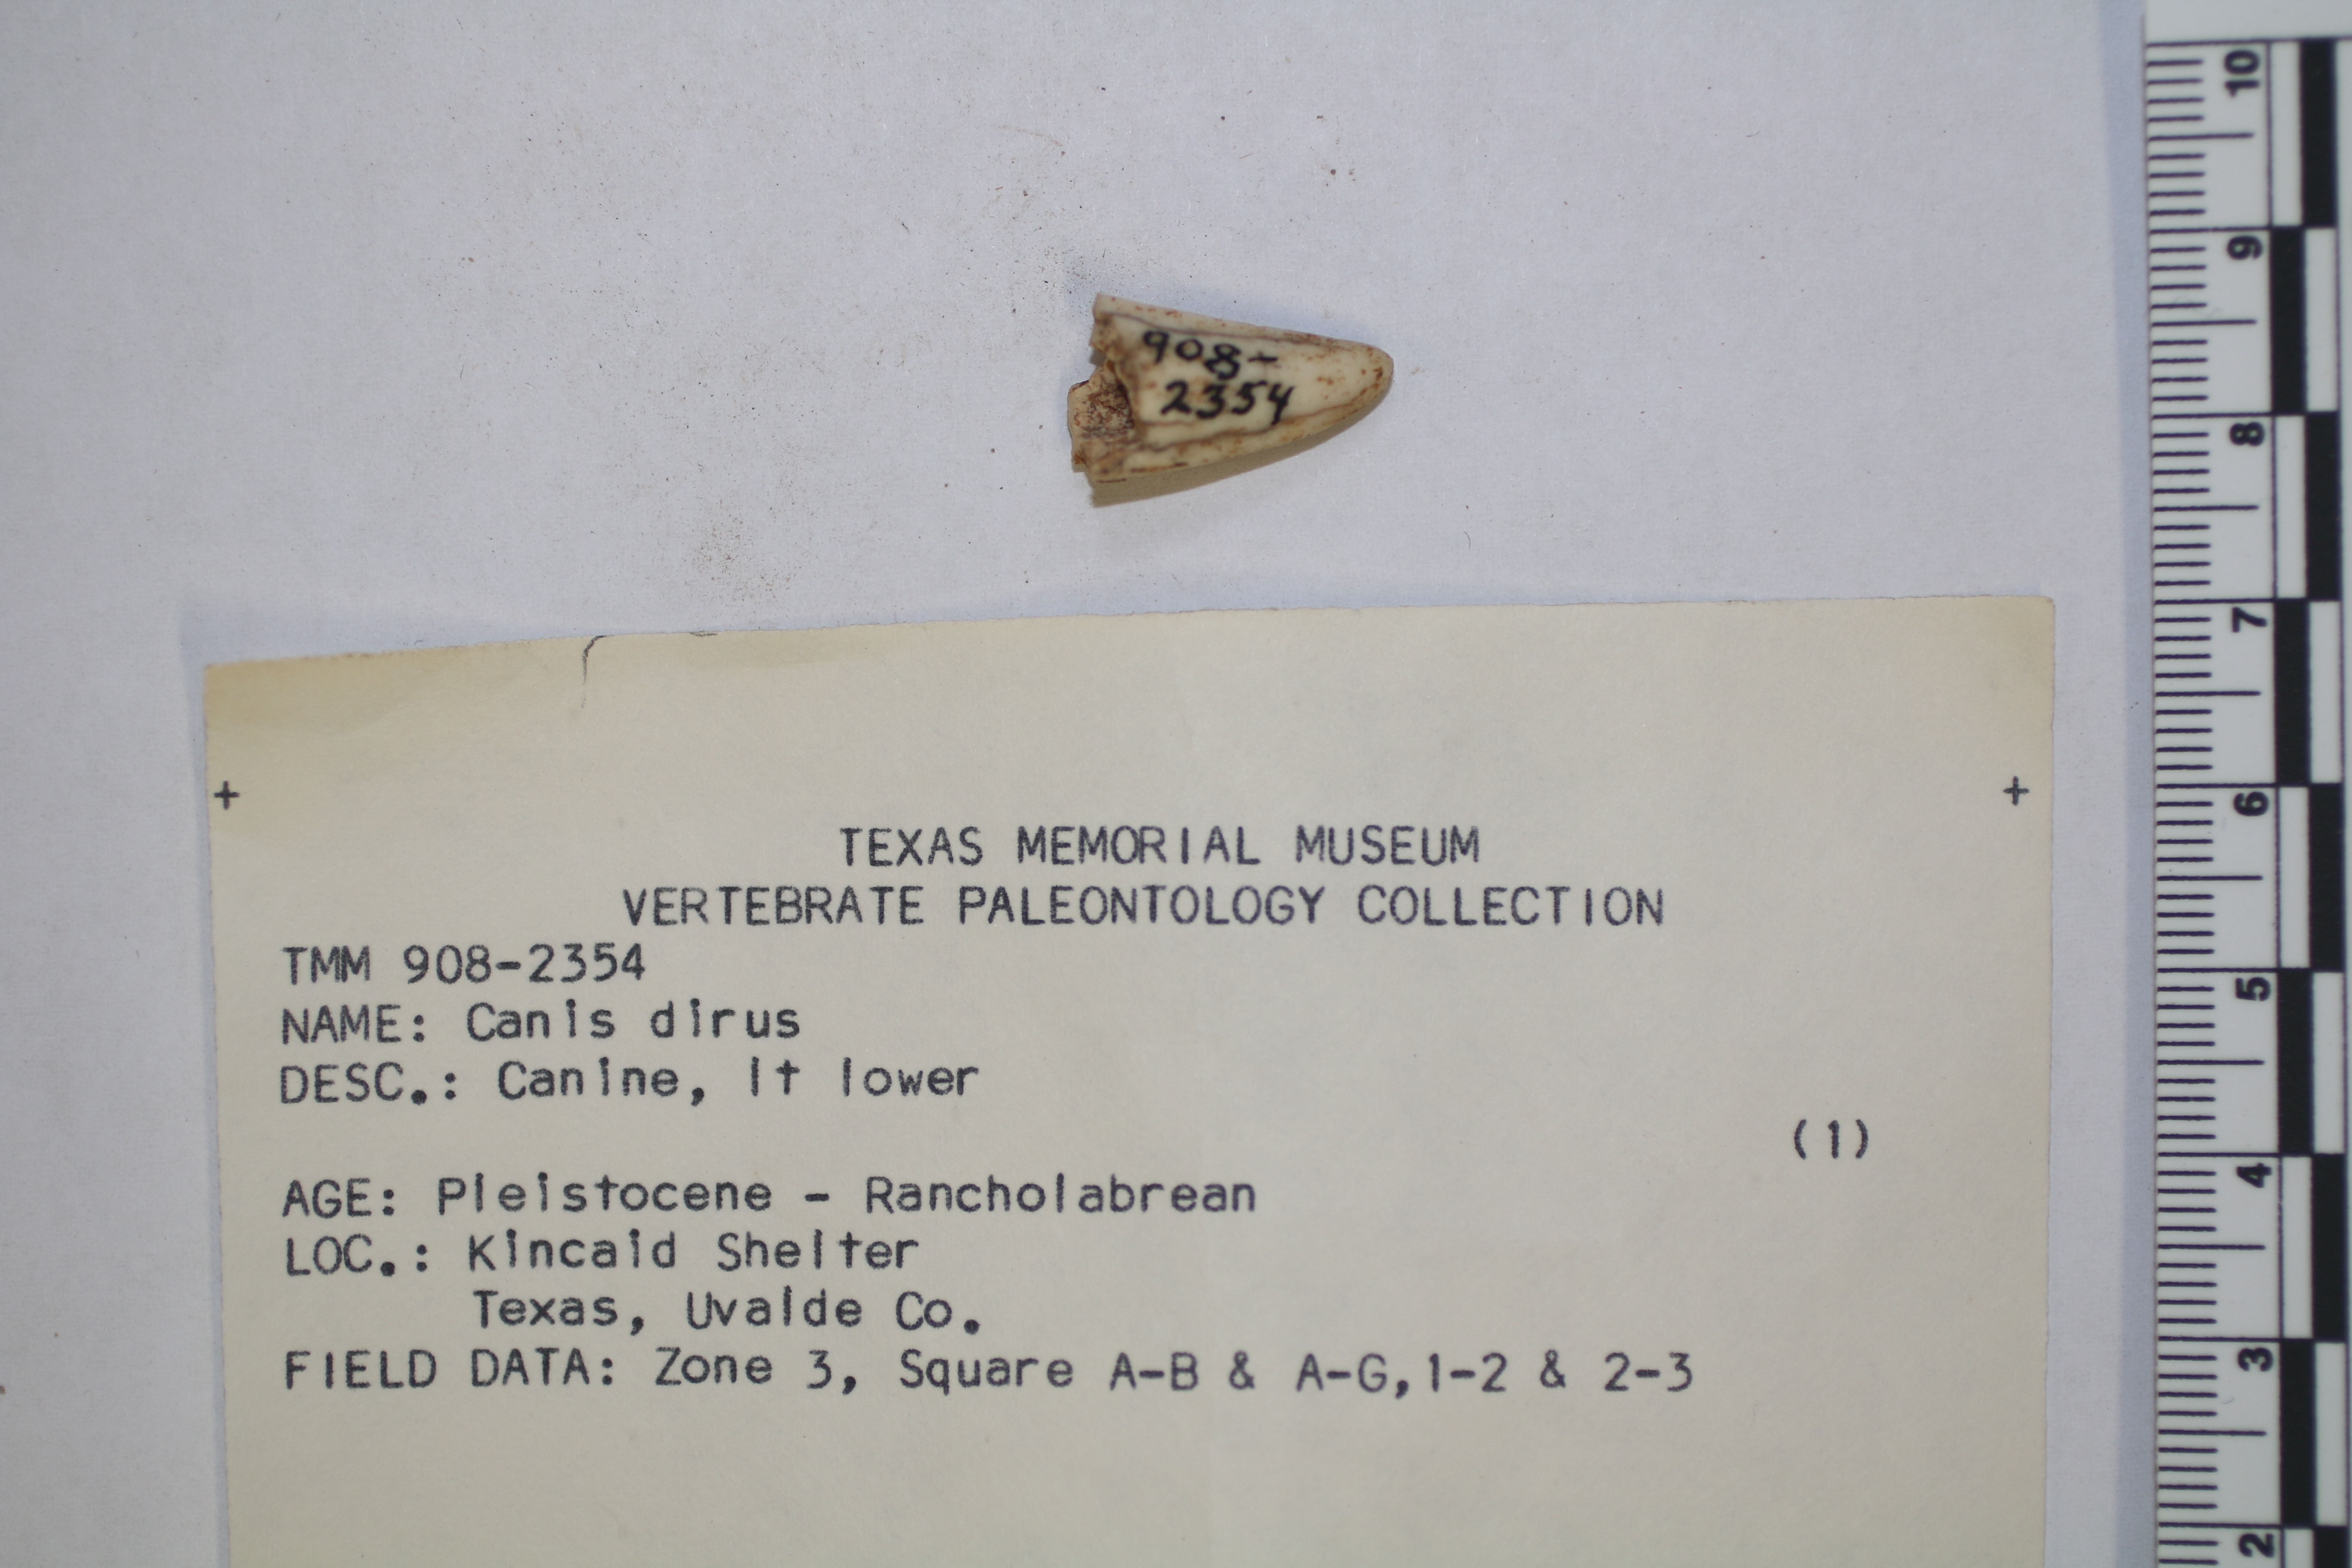 908-
2354
+ +
TEXAS MEMORIAL MUSEUM
VERTEBRATE PALEONTOLOGY COLLECTION
TMM 908-2354
NAME: Canis dirus
DESC.: Canine, lt lower
(1)
AGE: Pleistocene - Rancholabrean
LOC.: Kincaid Shelter
Texas, Uvalde Co.
FIELD DATA: Zone 3, Square A-B & A-G,1-2 & 2-3
10
9
8
7
6
5
4
3
2